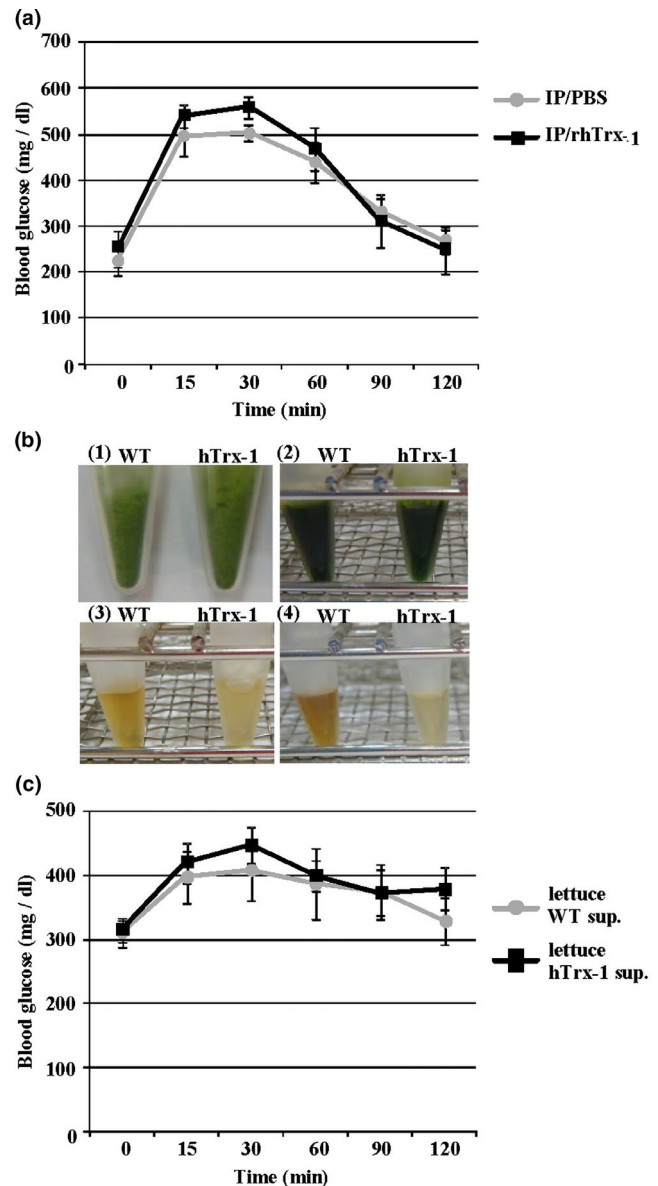 (a)
700
600
500
400
300
200
100
0
Blood glucose (mg / dl)
0 15 30 60 90 120
Time (min)
IP/PBS
IP/rhTrx-1
(b)
(1) WT hTrx-1
(2) WT hTrx-1
(3) WT hTrx-1
(4) WT hTrx-1
(c)
500
400
300
200
100
0
Blood glucose (mg / dl)
0 15 30 60 90 120
Time (min)
lettuce
WT sup.
lettuce
hTrx-1 sup.